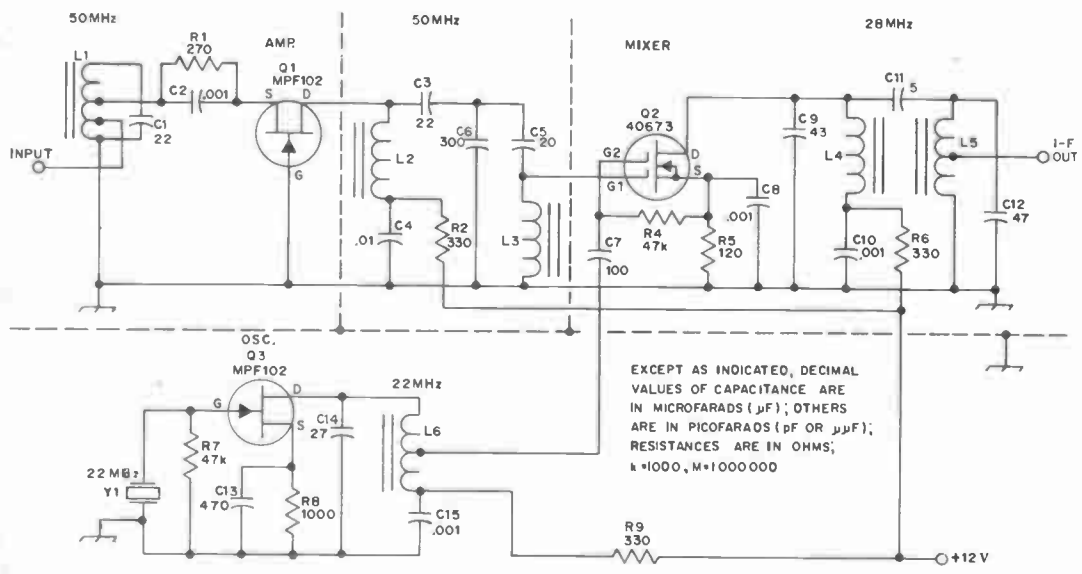 50MHz
50MHz
28MHz
L1
R1
270
AMP.
Q1
MPF102
MIXER
C11
5
C2
.001
S
D
C3
22
C1
22
G
C6
300
C5
20
L2
Q2
40673
G2
G1
D
S
C9
43
L4
L5
I-F
OUT
INPUT
C4
.01
R2
330
L3
C7
100
R4
47k
R5
120
C8
.001
C10
.001
R6
330
C12
47
OSC.
Q3
MPF102
22MHz
G
D
S
C14
27
L6
R7
47k
22 MHz
Y1
C13
470
R8
1000
C15
.001
R9
330
+12 V
EXCEPT AS INDICATED, DECIMAL
VALUES OF CAPACITANCE ARE
IN MICROFARADS (µF); OTHERS
ARE IN PICOFARADS (pF OR µµF);
RESISTANCES ARE IN OHMS;
k=1000, M=1000000